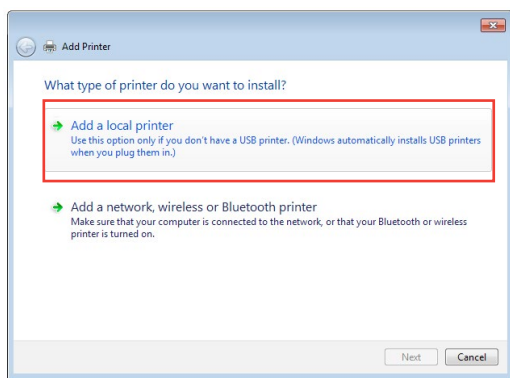 Add Printer
What type of printer do you want to install?
Add a local printer
Use this option only if you don't have a USB printer. (Windows automatically installs USB printers
when you plug them in.)
Add a network, wireless or Bluetooth printer
Make sure that your computer is connected to the network, or that your Bluetooth or wireless
printer is turned on.
Next Cancel